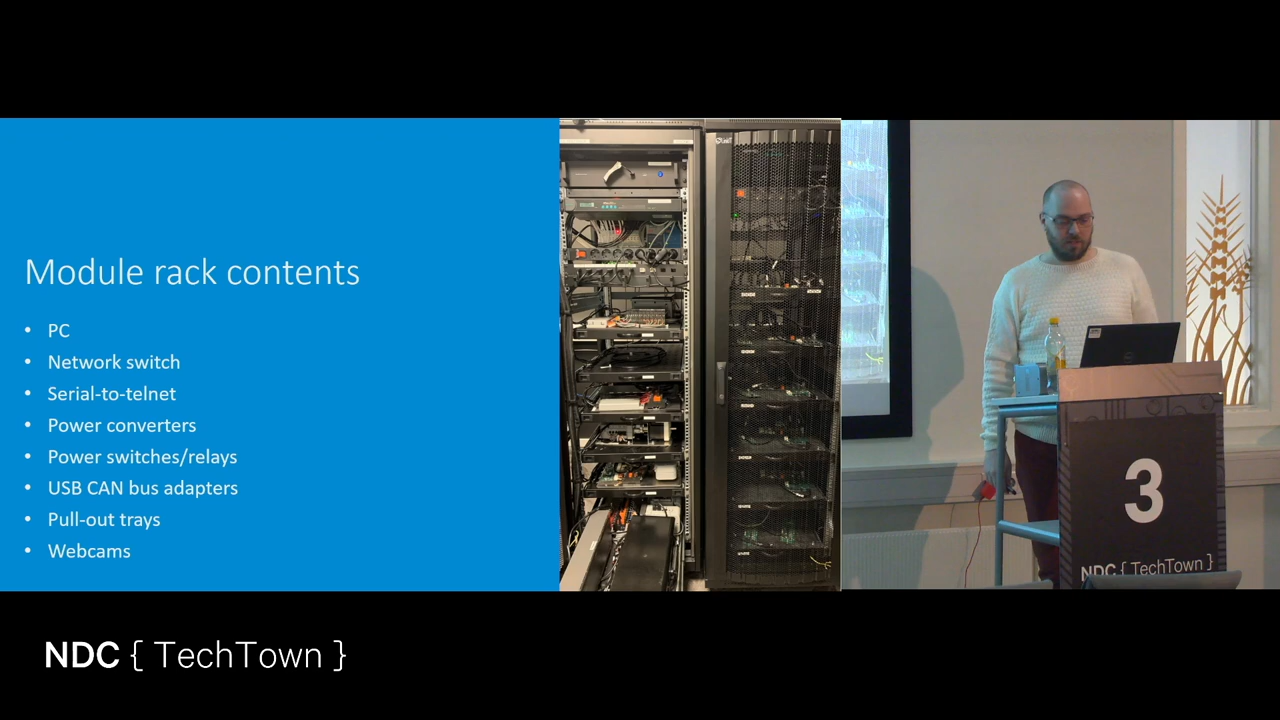 Module rack contents
• PC
• Network switch
• Serial-to-telnet
• Power converters
• Power switches/relays
• USB CAN bus adapters
• Pull-out trays
• Webcams
3
NDC { TechTown }
NDC { TechTown }